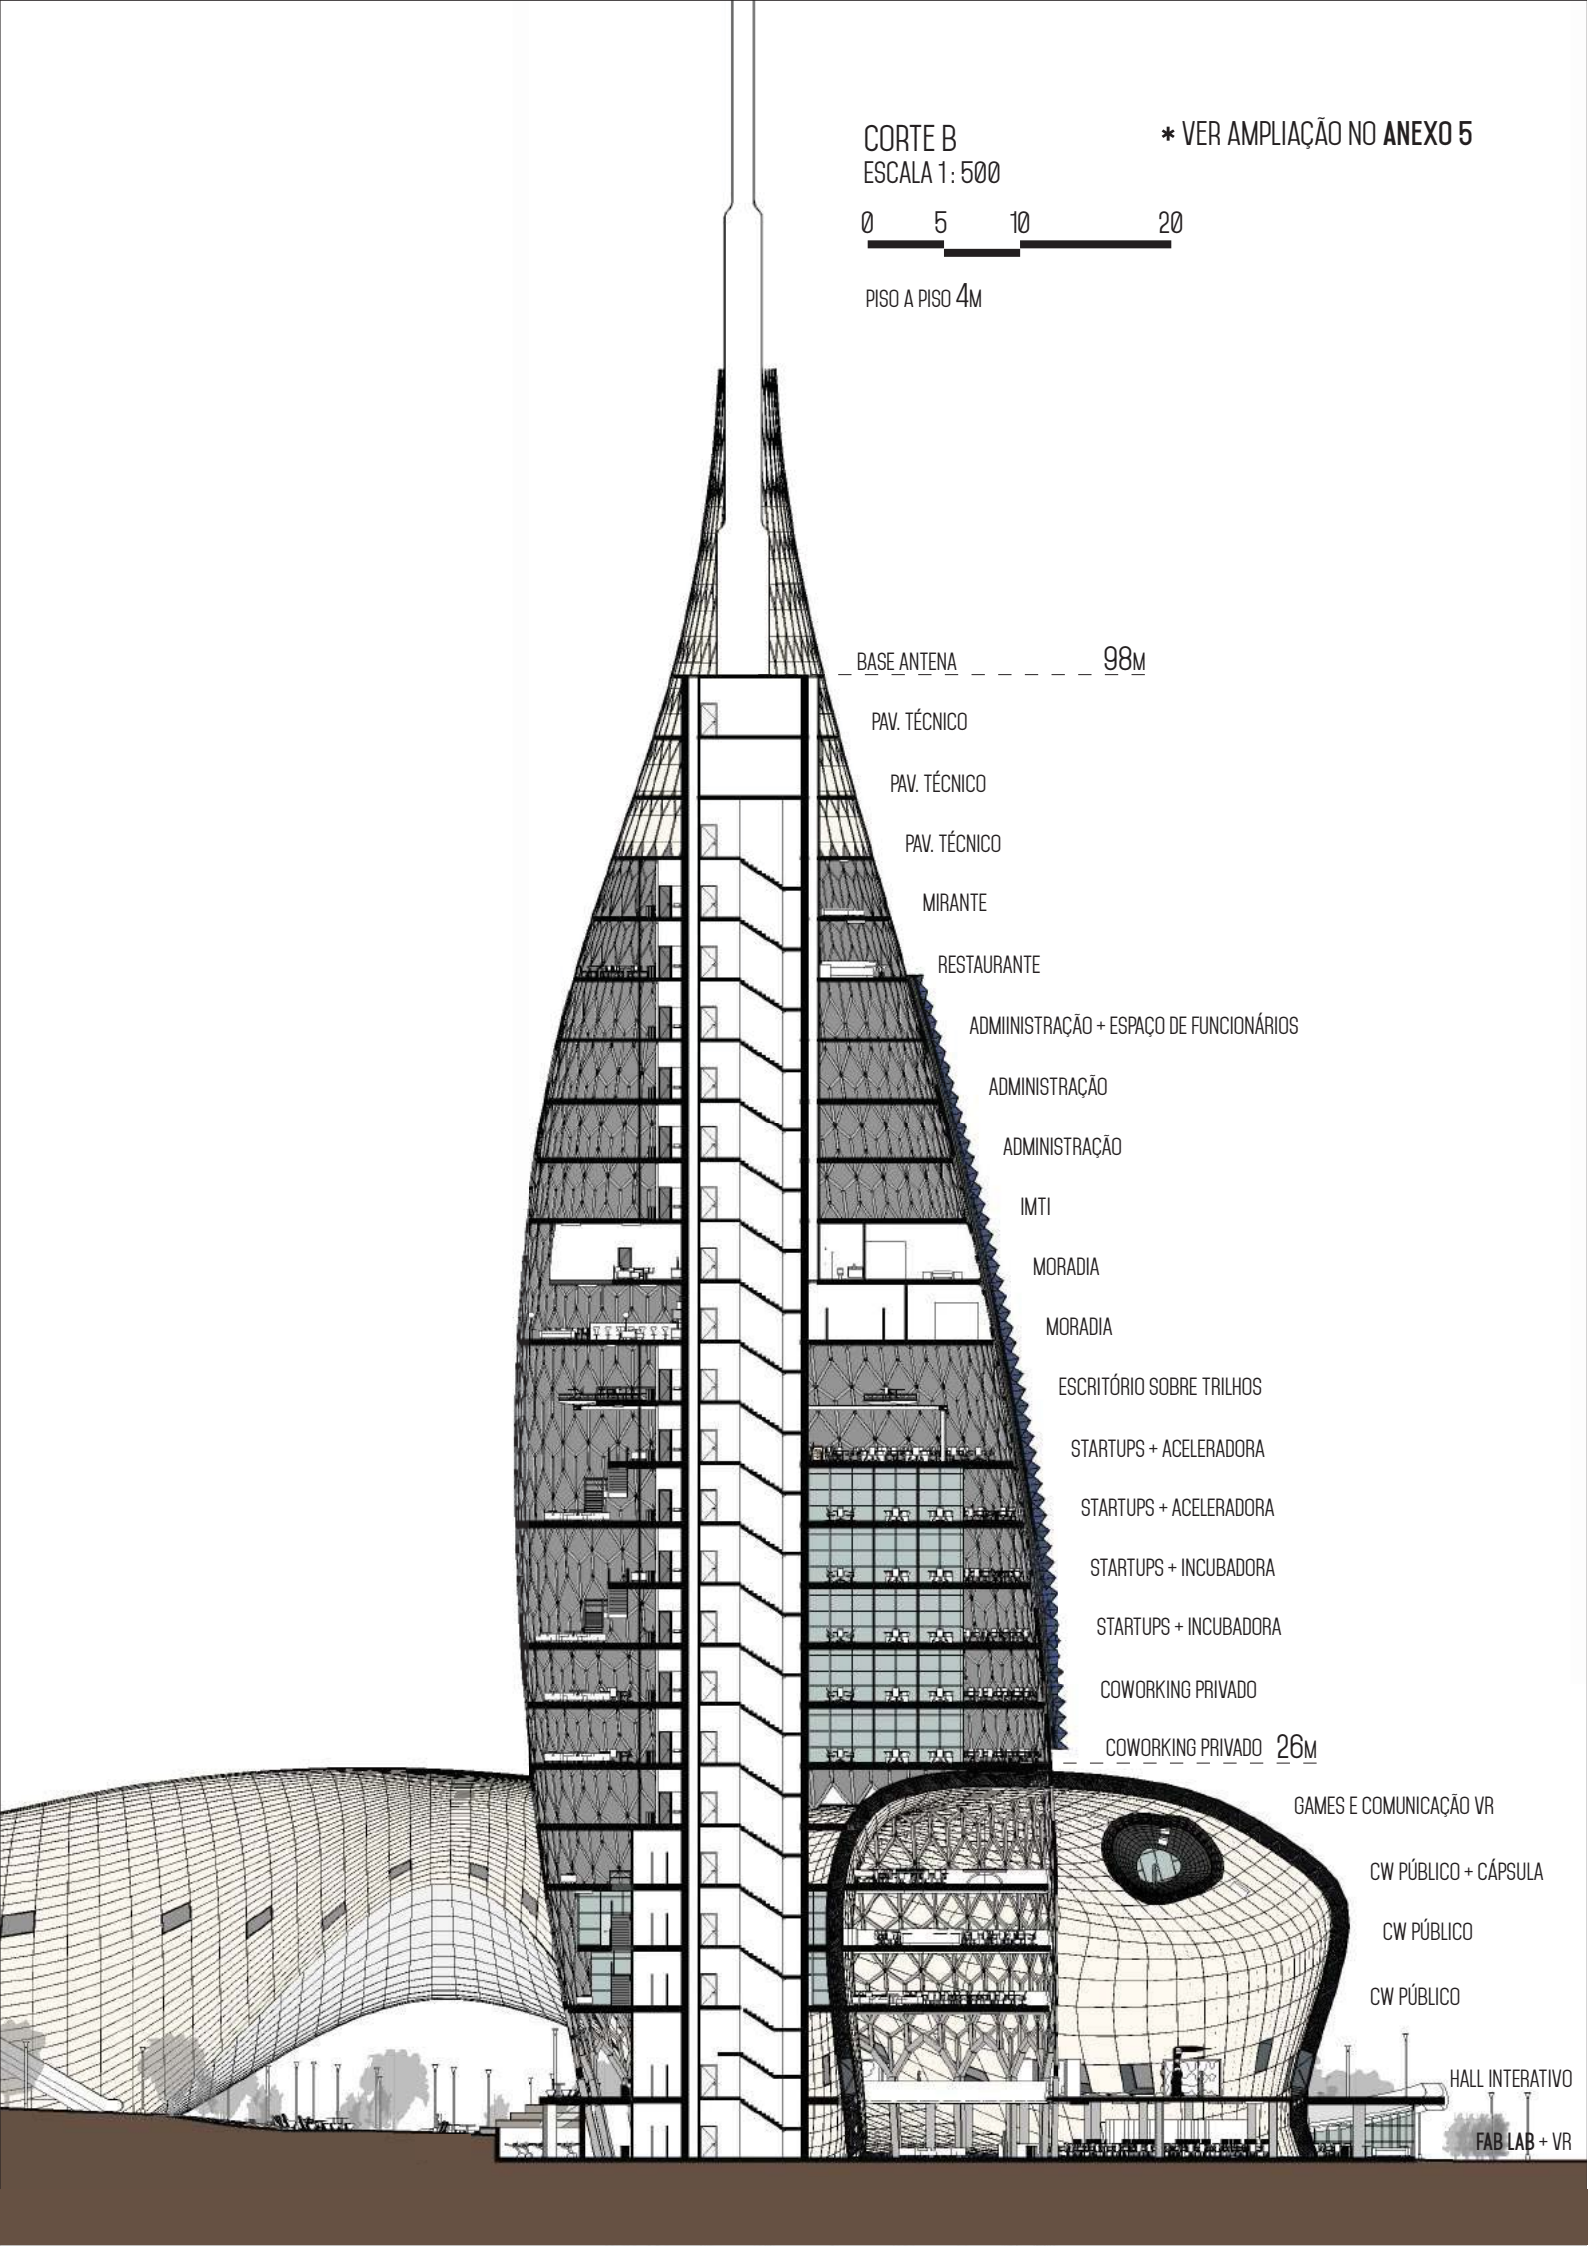 CORTE B
ESCALA 1 : 500
* VER AMPLIAÇÃO NO ANEXO 5
0 5 10 20
PISO A PISO 4M
BASE ANTENA 98M
PAV. TÉCNICO
PAV. TÉCNICO
PAV. TÉCNICO
MIRANTE
RESTAURANTE
ADMIINISTRAÇÃO + ESPAÇO DE FUNCIONÁRIOS
ADMINISTRAÇÃO
ADMINISTRAÇÃO
IMTI
MORADIA
MORADIA
ESCRITÓRIO SOBRE TRILHOS
STARTUPS + ACELERADORA
STARTUPS + ACELERADORA
STARTUPS + INCUBADORA
STARTUPS + INCUBADORA
COWORKING PRIVADO
COWORKING PRIVADO 26M
GAMES E COMUNICAÇÃO VR
CW PÚBLICO + CÁPSULA
CW PÚBLICO
CW PÚBLICO
HALL INTERATIVO
FAB LAB + VR